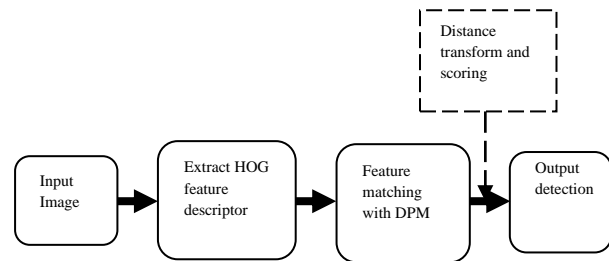 Distance
transform and
scoring
Input
Image
Extract HOG
feature
descriptor
Feature
matching
with DPM
Output
detection